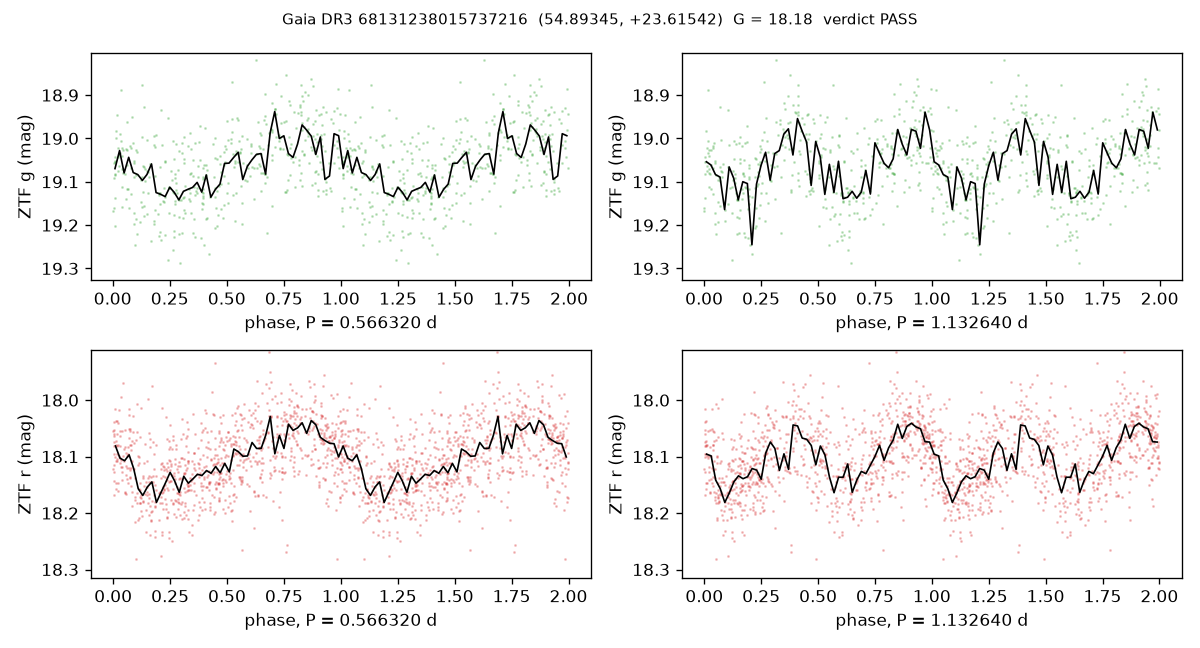 Gaia DR3 68131238015737216 (54.89345, +23.61542) G = 18.18 verdict PASS
ZTF g (mag)
18.9
19.0
19.1
19.2
19.3
0.00 0.25 0.50 0.75 1.00 1.25 1.50 1.75 2.00
phase, P = 0.566320 d
ZTF g (mag)
18.9
19.0
19.1
19.2
19.3
0.00 0.25 0.50 0.75 1.00 1.25 1.50 1.75 2.00
phase, P = 1.132640 d
ZTF r (mag)
18.0
18.1
18.2
18.3
0.00 0.25 0.50 0.75 1.00 1.25 1.50 1.75 2.00
phase, P = 0.566320 d
ZTF r (mag)
18.0
18.1
18.2
18.3
0.00 0.25 0.50 0.75 1.00 1.25 1.50 1.75 2.00
phase, P = 1.132640 d